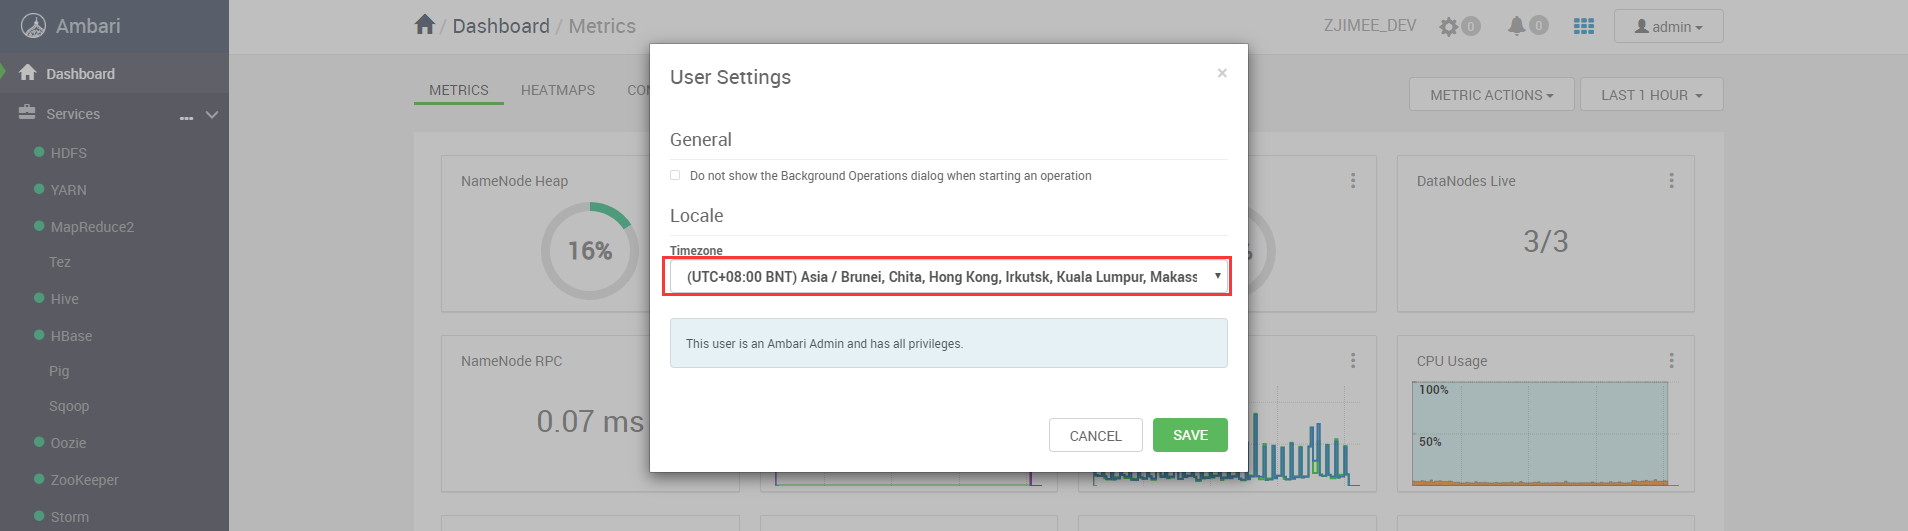 Ambari
/ Dashboard / Metrics
ZJIMEE_DEV
0
0
admin
Dashboard
Services
HDFS
YARN
MapReduce2
Tez
Hive
HBase
Pig
Sqoop
Oozie
ZooKeeper
Storm
METRICS
HEATMAPS
METRIC ACTIONS
LAST 1 HOUR
User Settings
×
General
Do not show the Background Operations dialog when starting an operation
Locale
Timezone
(UTC+08:00 BNT) Asia / Brunei, Chita, Hong Kong, Irkutsk, Kuala Lumpur, Makass
This user is an Ambari Admin and has all privileges.
CANCEL
SAVE
NameNode Heap
16%
DataNodes Live
3/3
NameNode RPC
0.07 ms
CPU Usage
100%
50%